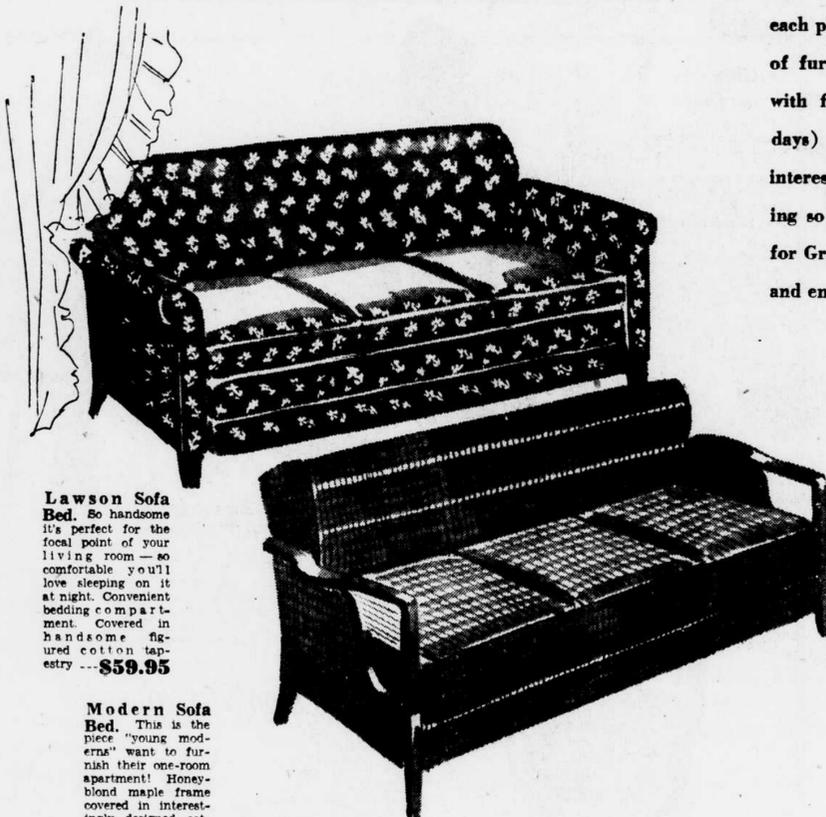 each p
of fur
with f
days)
interes
ing so
for Gr
and en
Lawson Sofa
Bed. So handsome
it's perfect for the
focal point of your
living room — so
comfortable you'll
love sleeping on it
at night. Convenient
bedding compart-
ment. Covered in
handsome fig-
ured cotton tap-
estry --- $59.95
Modern Sofa
Bed. This is the
piece "young mod-
erns" want to fur-
nish their one-room
apartment! Honey-
blond maple frame
covered in interest-
ingly designed cot-